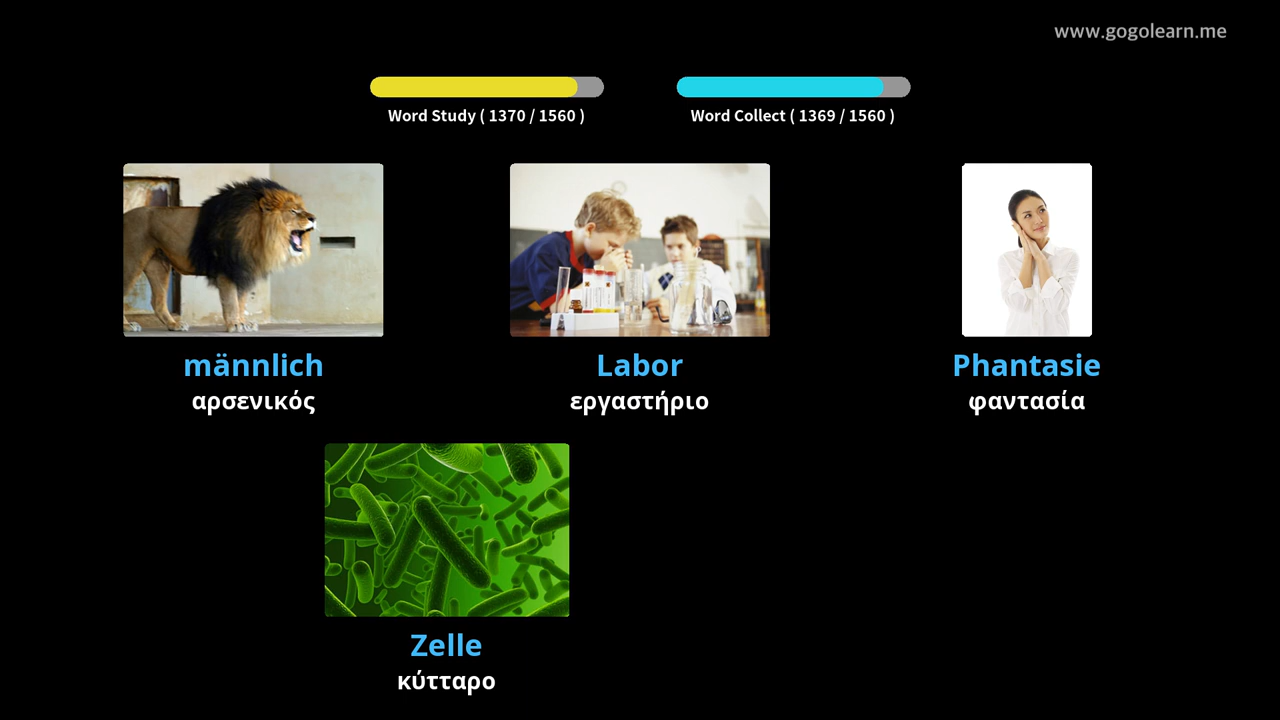 www.gogolearn.me
Word Study ( 1370 / 1560 )
Word Collect ( 1369 / 1560 )
männlich
αρσενικός
Labor
εργαστήριο
Phantasie
φαντασία
Zelle
κύτταρο